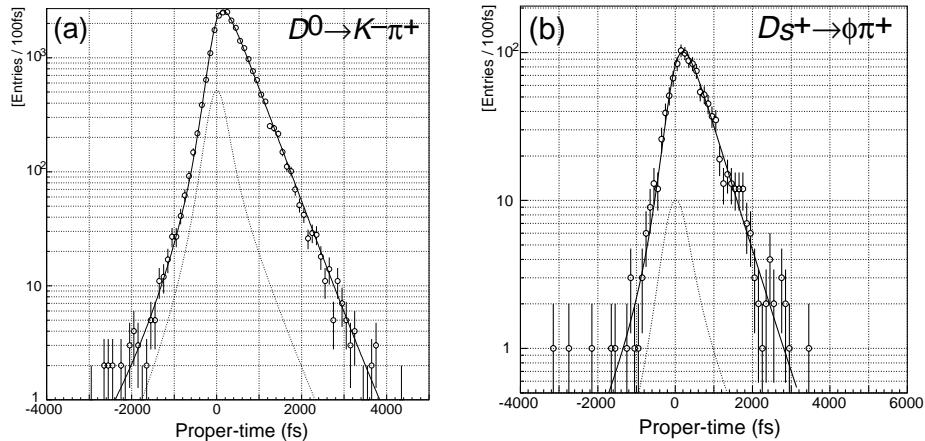 (a)
D⁰→K⁻π⁺
[Entries / 100fs]
10³
10²
10
1
-4000 -2000 0 2000 4000
Proper-time (fs)
(b)
Ds⁺→ϕπ⁺
[Entries / 100fs]
10²
10
1
-4000 -2000 0 2000 4000 6000
Proper-time (fs)